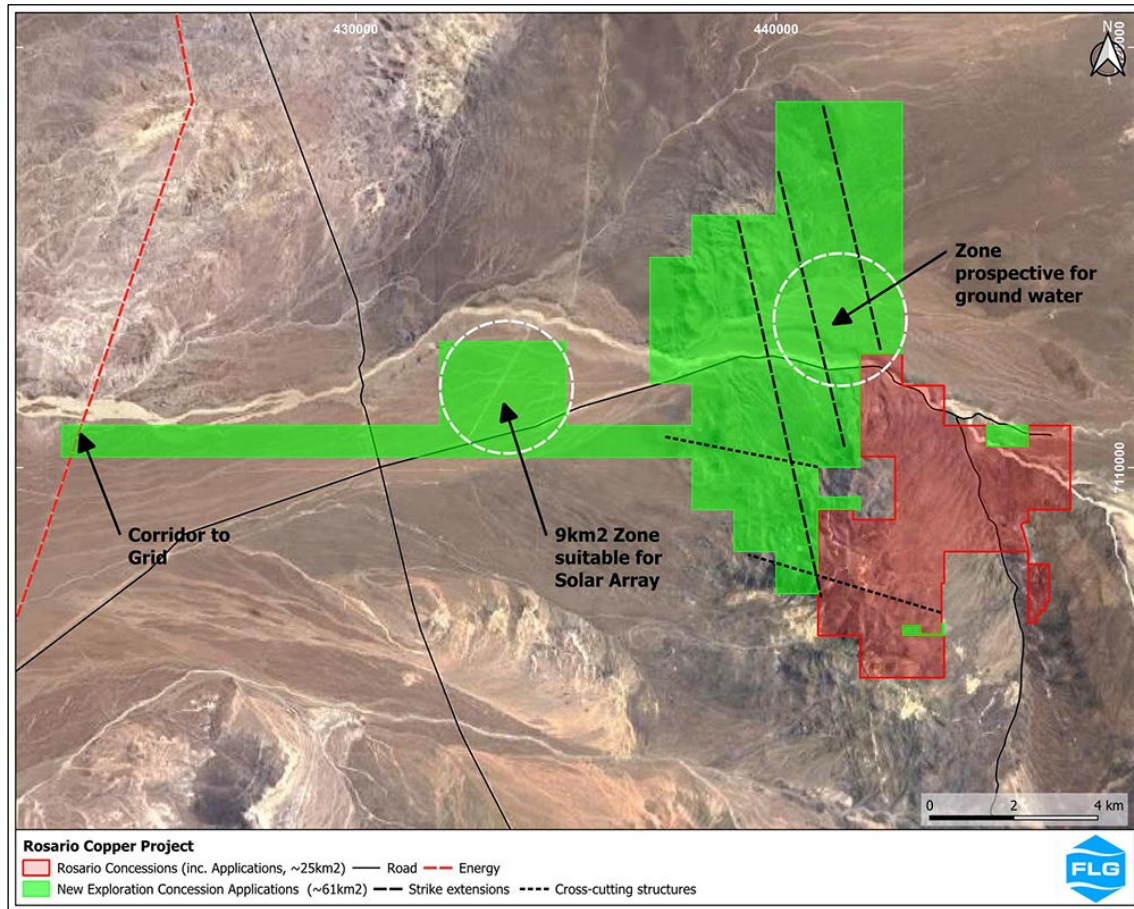 430000
440000
N
Zone
prospective for
ground water
7110000
Corridor to
Grid
9km2 Zone
suitable for
Solar Array
0 2 4 km
Rosario Copper Project
Rosario Concessions (inc. Applications, ~25km2) Road Energy
New Exploration Concession Applications (~61km2) Strike extensions Cross-cutting structures
FLG